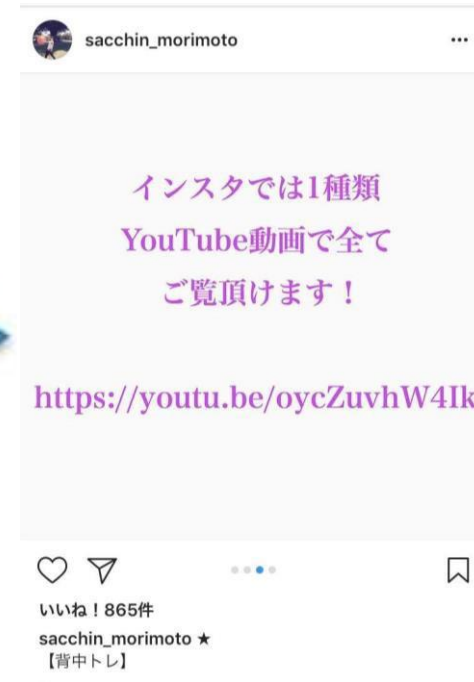 sacchin_morimoto
インスタでは1種類
YouTube動画で全て
ご覧頂けます！
https://youtu.be/oycZuvhW4Ik
いいね！865件
sacchin_morimoto ★
【背中トレ】